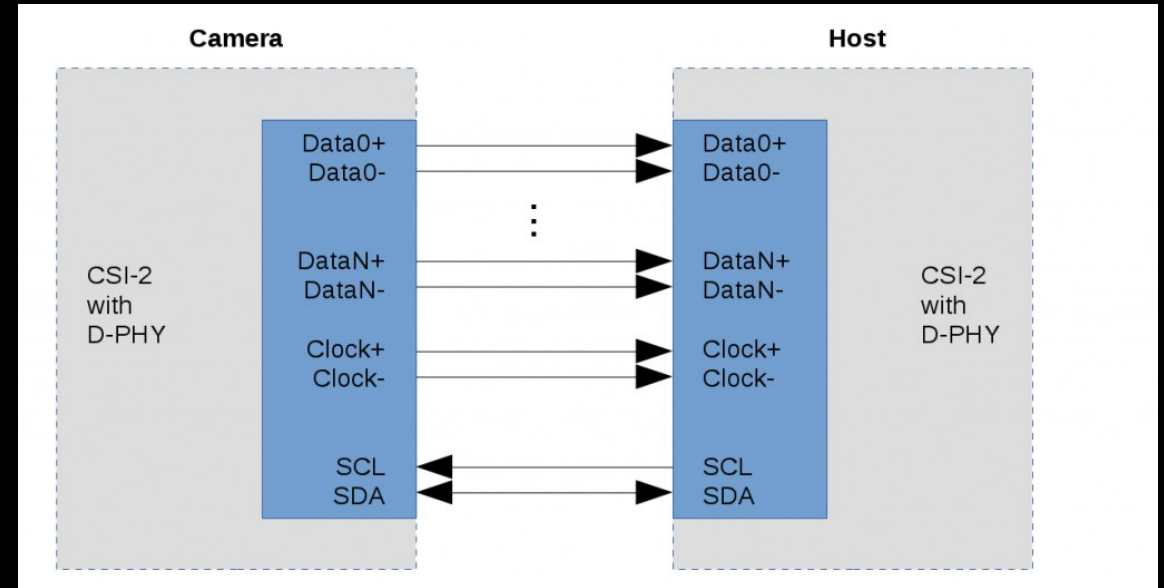 Camera
Host
CSI-2
with
D-PHY
Data0+
Data0-
DataN+
DataN-
Clock+
Clock-
SCL
SDA
Data0+
Data0-
DataN+
DataN-
Clock+
Clock-
SCL
SDA
CSI-2
with
D-PHY